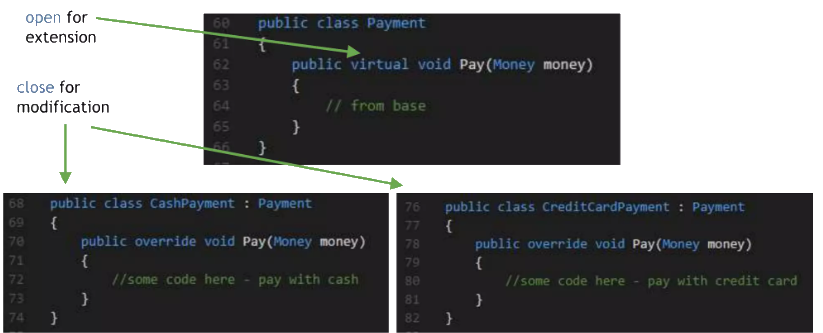 open for
extension
close for
modification
60 public class Payment
61 {
62 public virtual void Pay(Money money)
63 {
64 // from base
65 }
66 }
68 public class CashPayment : Payment
69 {
70 public override void Pay(Money money)
71 {
72 //some code here - pay with cash
73 }
74 }
76 public class CreditCardPayment : Payment
77 {
78 public override void Pay(Money money)
79 {
80 //some code here - pay with credit card
81 }
82 }